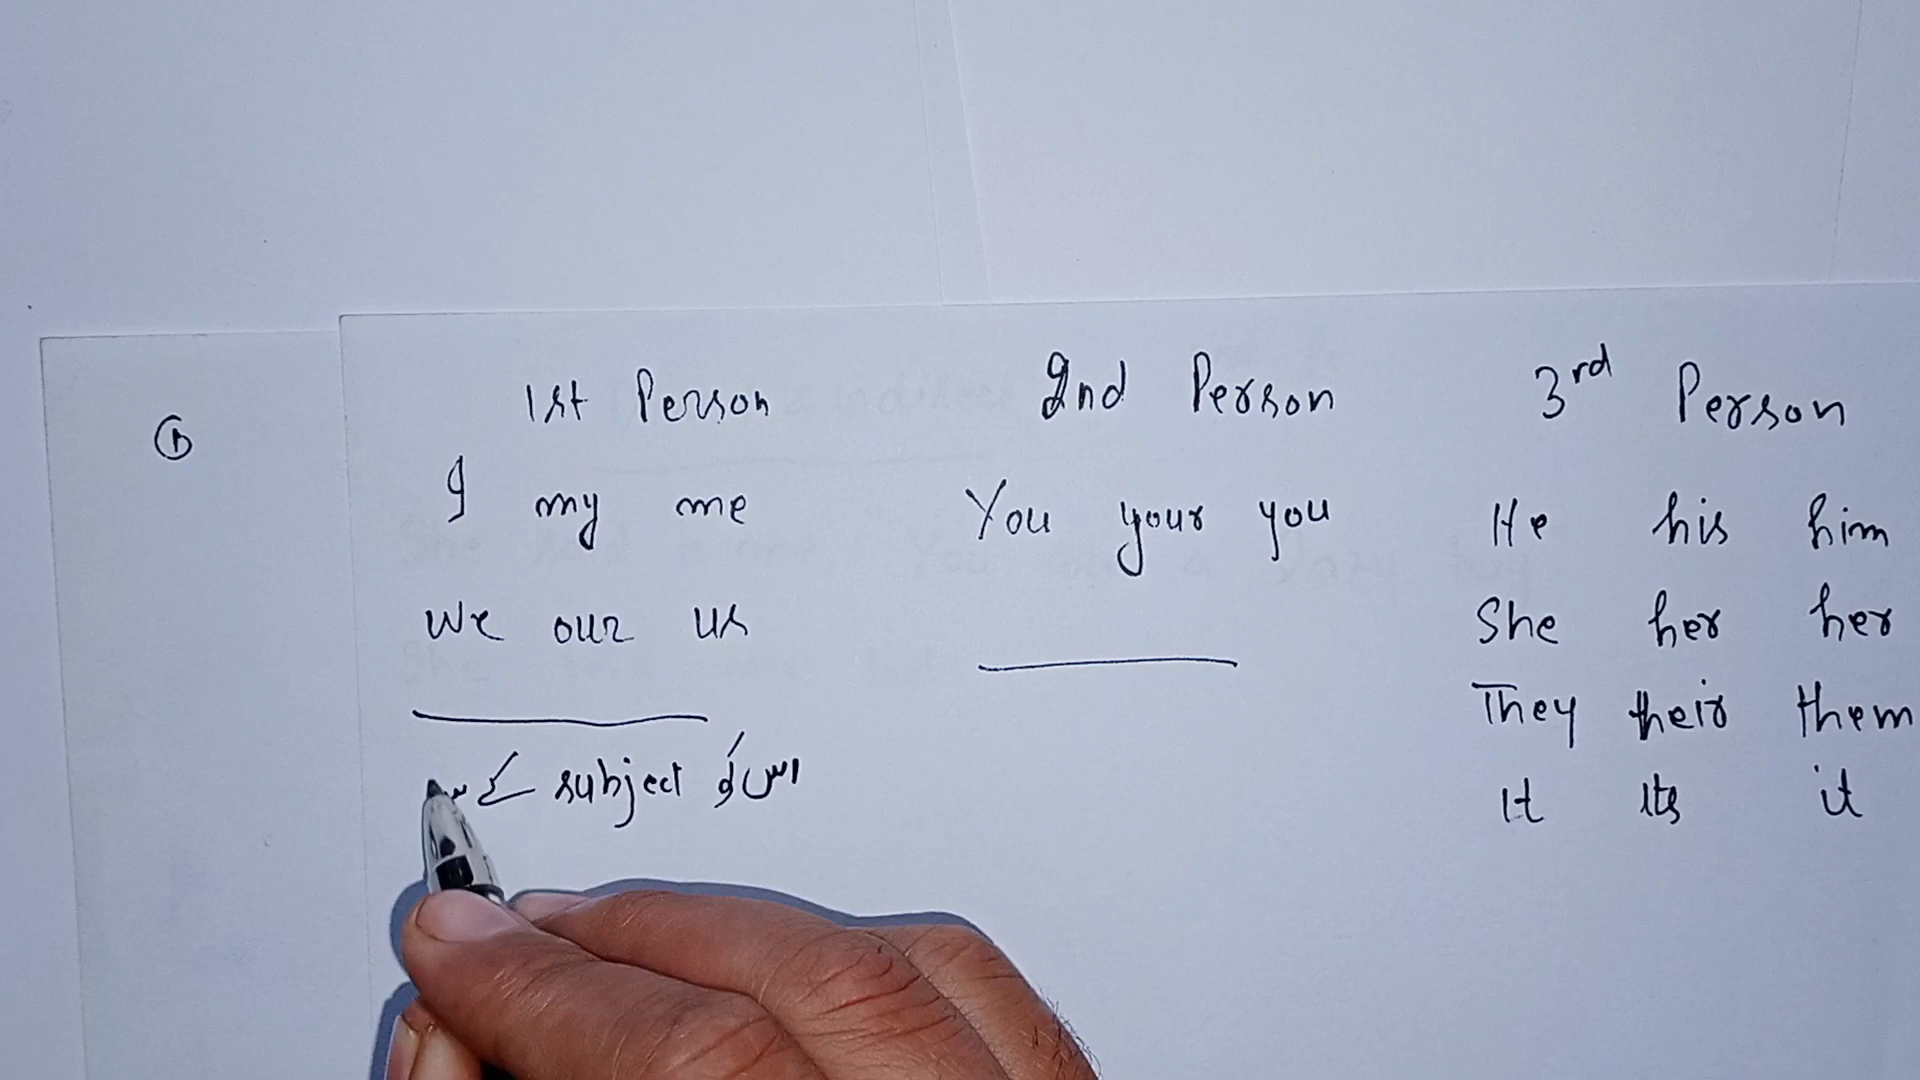 ①
1st Person 2nd Person 3rd Person
I my me You your you He his him
We our us She her her
They their them
It its it
اس کو subject کے